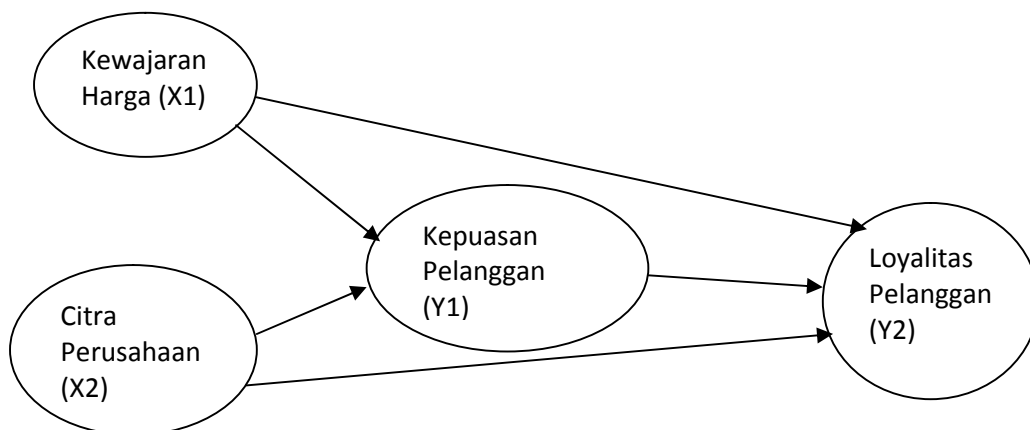 Kewajaran
Harga (X1)
Kepuasan
Pelanggan
(Y1)
Loyalitas
Pelanggan
(Y2)
Citra
Perusahaan
(X2)